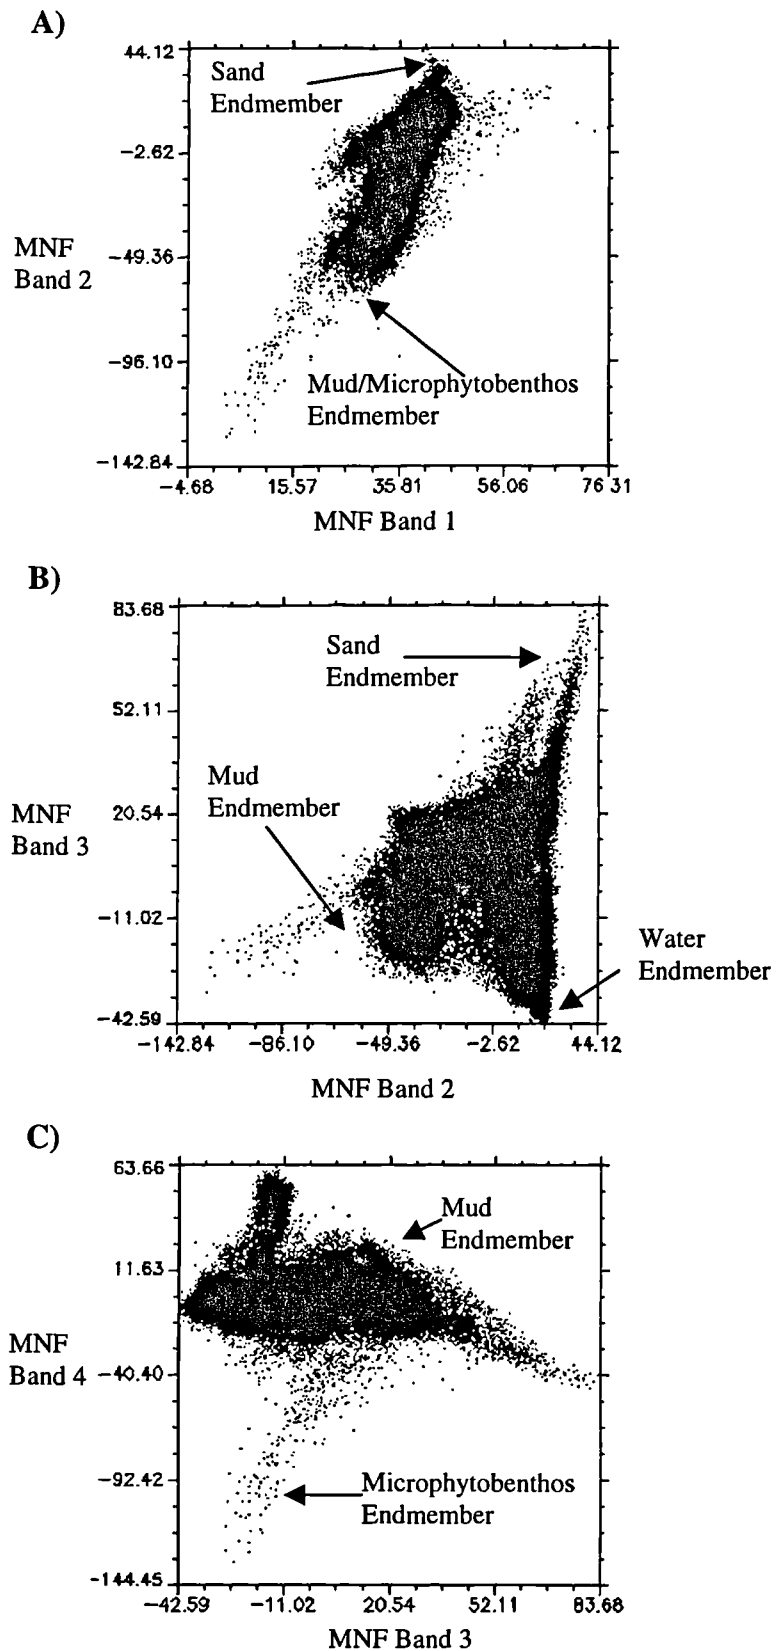 A)
44.12
Sand
Endmember
−2.62
MNF
Band 2
−49.36
−96.10
Mud/Microphytobenthos
Endmember
−142.84
−4.68 15.57 35.81 56.06 76 31
MNF Band 1
B)
83.68
Sand
Endmember
52.11
Mud
Endmember
MNF
Band 3
20.54
−11.02
Water
Endmember
−42.59
−142.84 −86.10 −49.36 −2.62 44.12
MNF Band 2
C)
63.66
Mud
Endmember
11.63
MNF
Band 4
−40.40
−92.42
Microphytobenthos
Endmember
−144.45
−42.59 −11.02 20.54 52.11 83.68
MNF Band 3